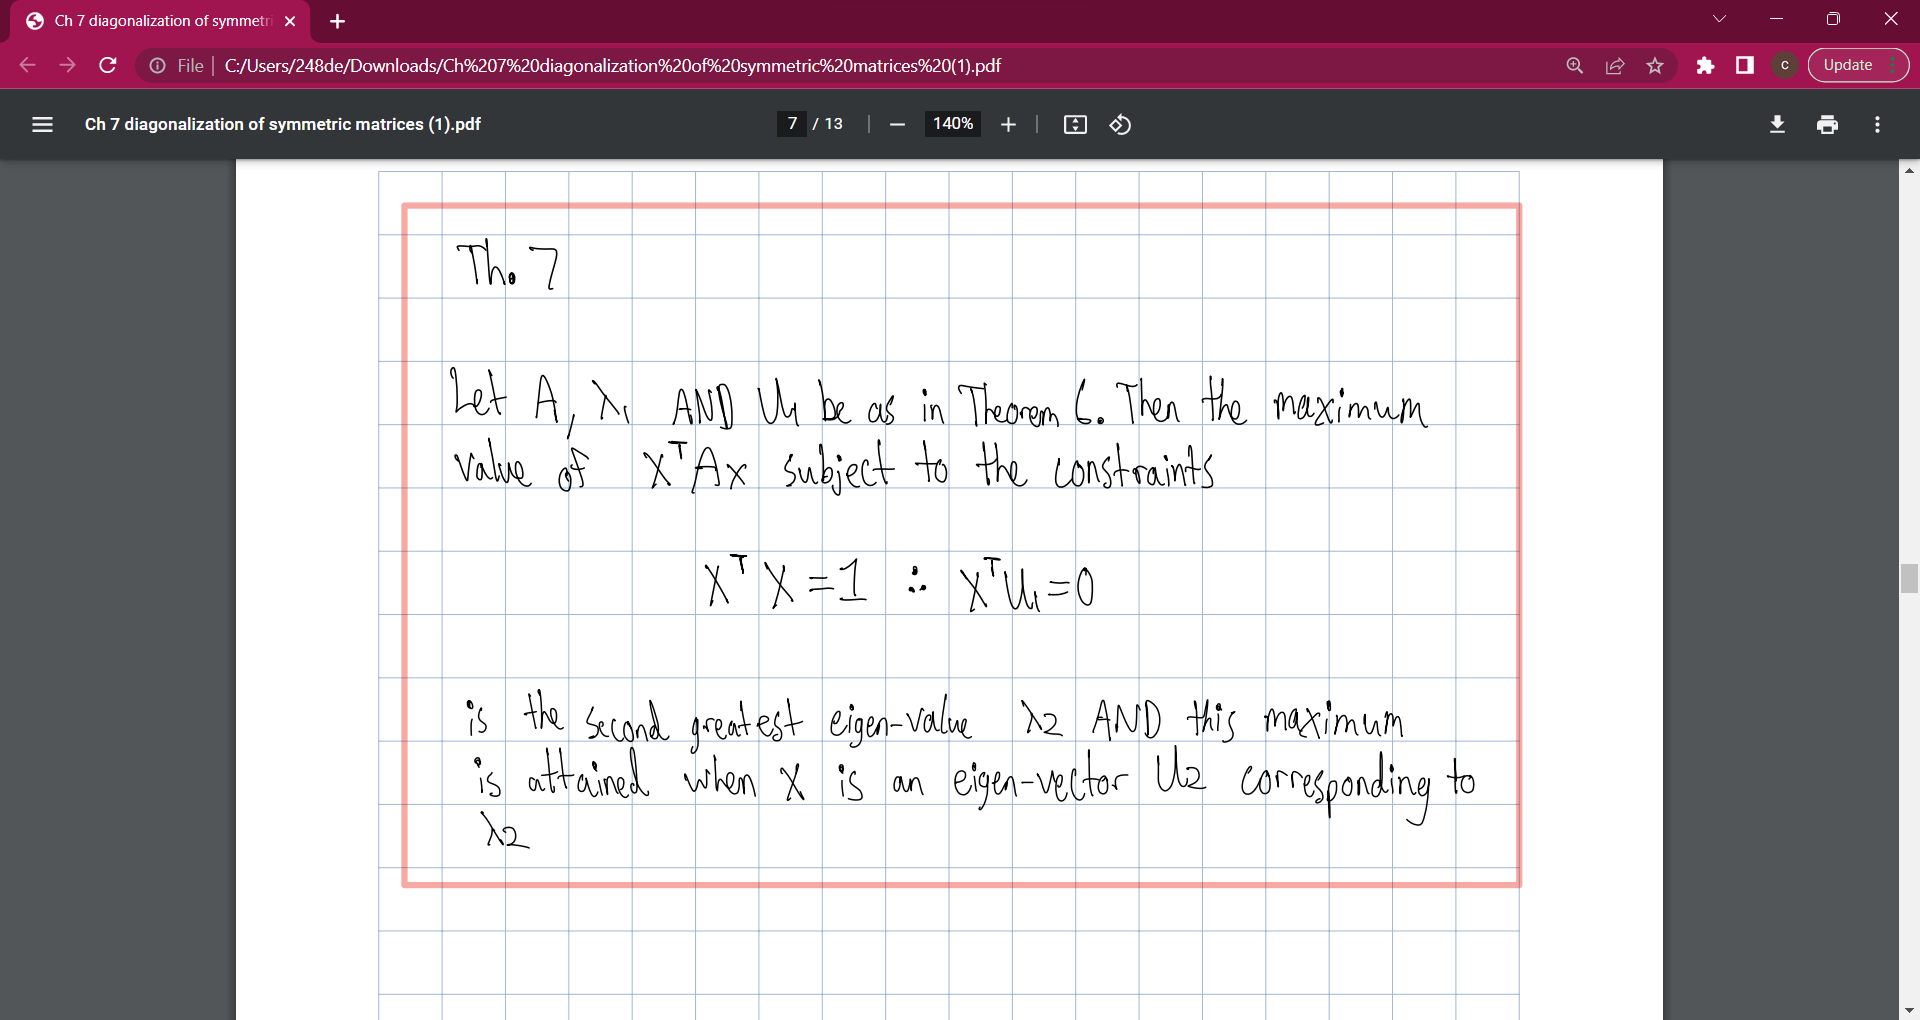 Ch 7 diagonalization of symmetri
File | C:/Users/248de/Downloads/Ch%207%20diagonalization%20of%20symmetric%20matrices%20(1).pdf
C
Update
Ch 7 diagonalization of symmetric matrices (1).pdf
7 / 13
140%
Th. 7
Let A, λ₁ AND U₁ be as in Theorem 6. Then the maximum
value of XᵀAx subject to the constraints
XᵀX=1 ∴ XᵀU₁=0
is the second greatest eigen-value λ2 AND this maximum
is attained when X is an eigen-vector U2 corresponding to
λ2